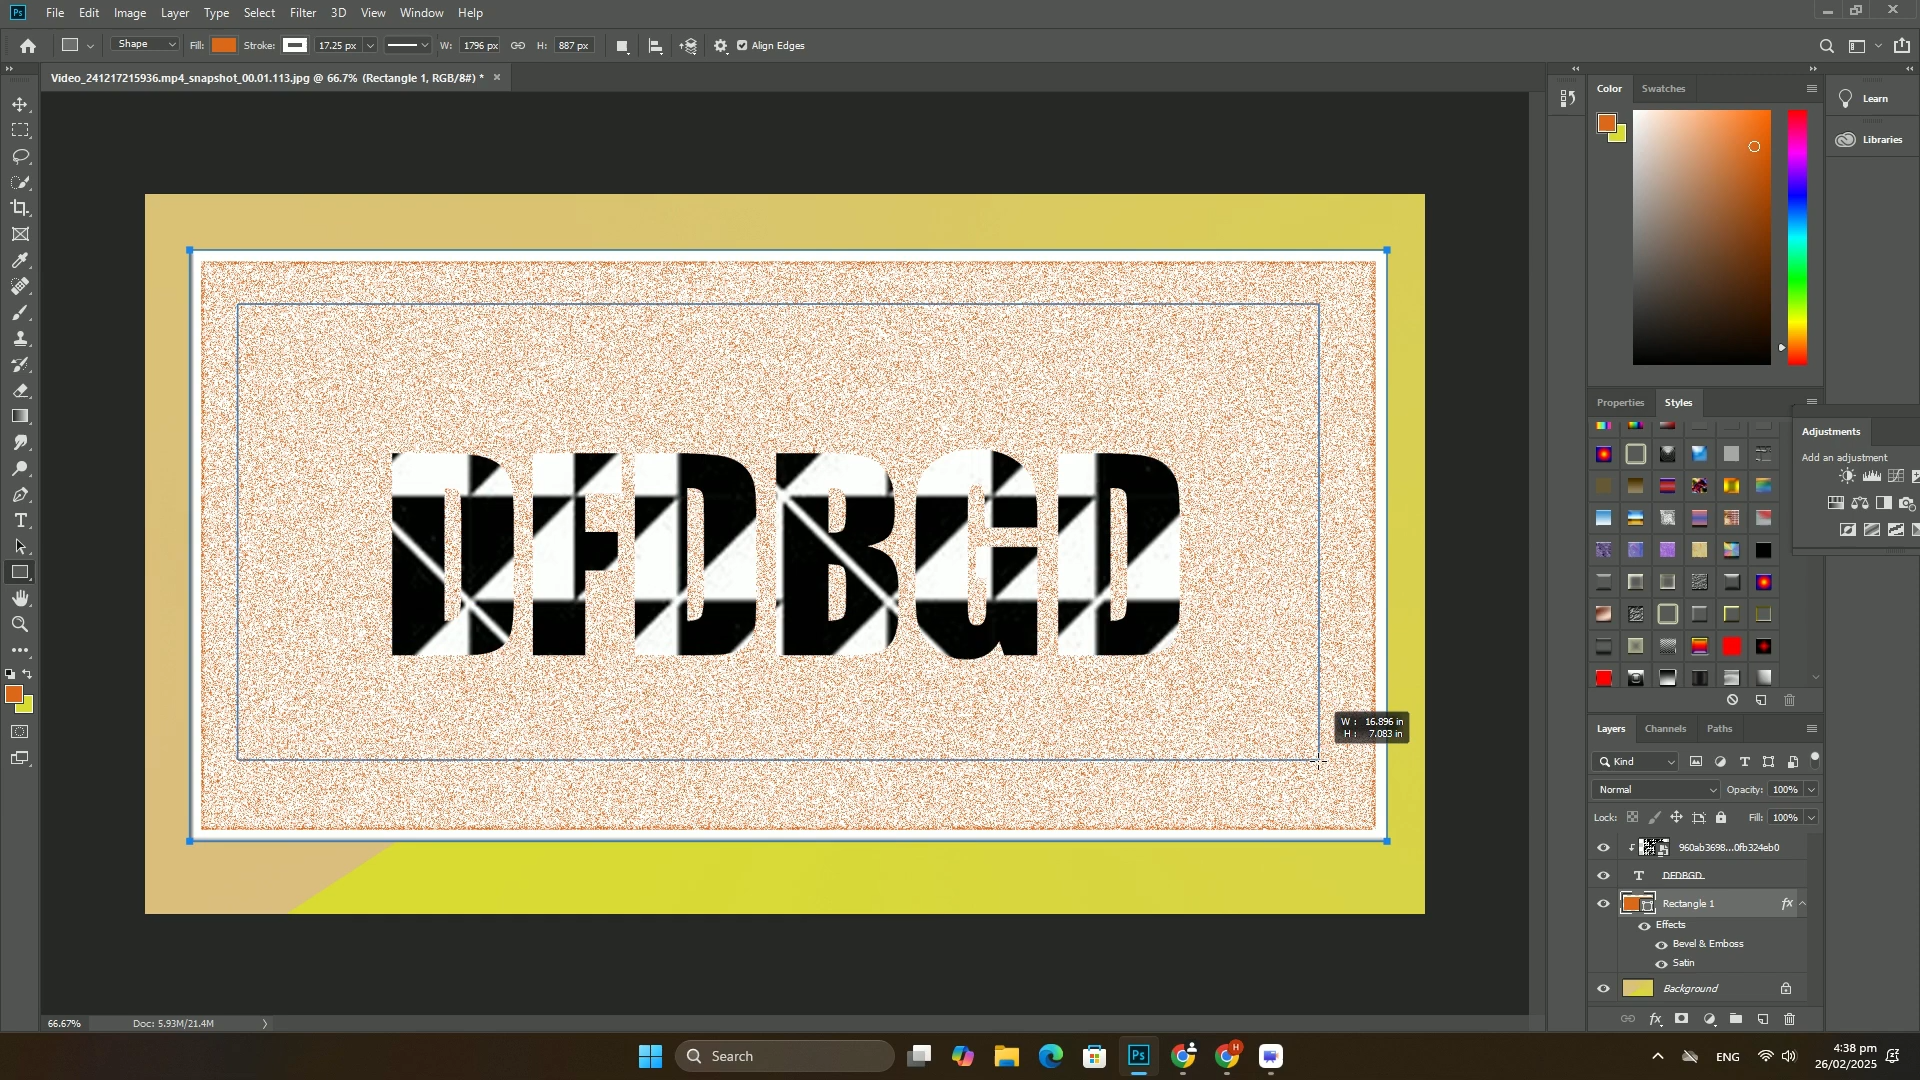 Ps File Edit Image Layer Type Select Filter 3D View Window Help
Shape Fill: Stroke: 17.25 px W: 1796 px H: 887 px Align Edges
Video_241217215936.mp4_snapshot_00.01.113.jpg @ 66.7% (Rectangle 1, RGB/8#) * ×
Color Swatches
Learn
Libraries
DFDBGD
W: 16.896 in
H: 7.083 in
Properties Styles
Adjustments
Add an adjustment
Layers Channels Paths
Kind
Normal Opacity: 100%
Lock: Fill: 100%
960ab3698...0fb324eb0
T DFDBGD
Rectangle 1 fx
Effects
Bevel & Emboss
Satin
Background
fx
66.67% Doc: 5.93M/21.4M
Search
Ps
H
ENG
4:38 pm
26/02/2025